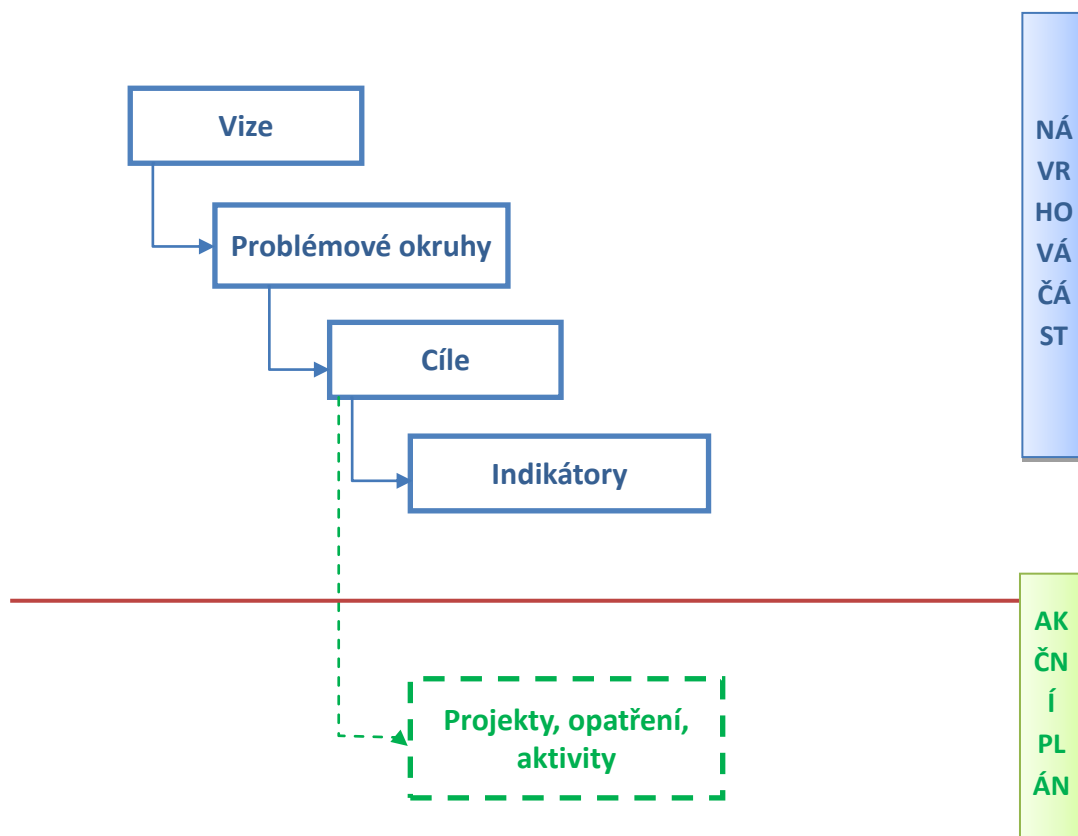 Vize
Problémové okruhy
Cíle
Indikátory
NÁ
VR
HO
VÁ
ČÁ
ST
Projekty, opatření,
aktivity
AK
ČN
Í
PL
ÁN